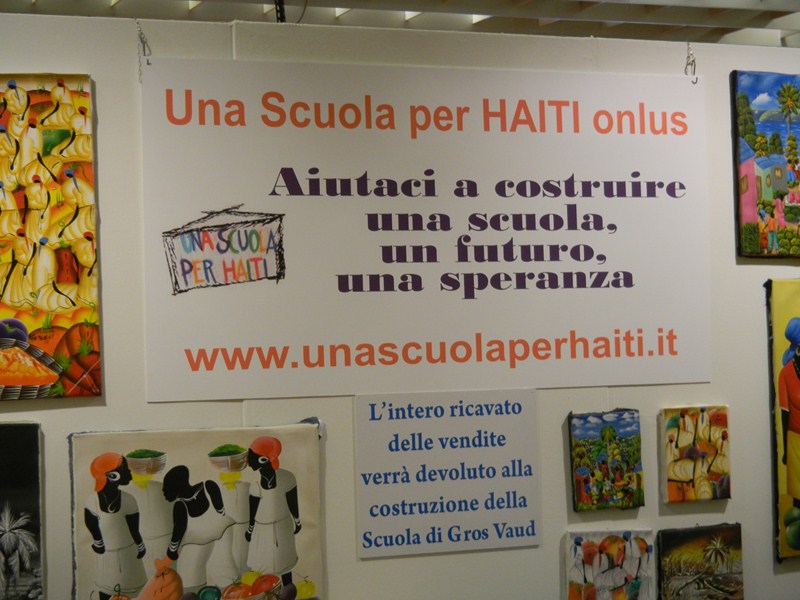 Una Scuola per HAITI onlus
Aiutaci a costruire
una scuola,
un futuro,
una speranza
UNA SCUOLA
PER HAITI
www.unascuolaperhaiti.it
L'intero ricavato
delle vendite
verrà devoluto alla
costruzione della
Scuola di Gros Vaud